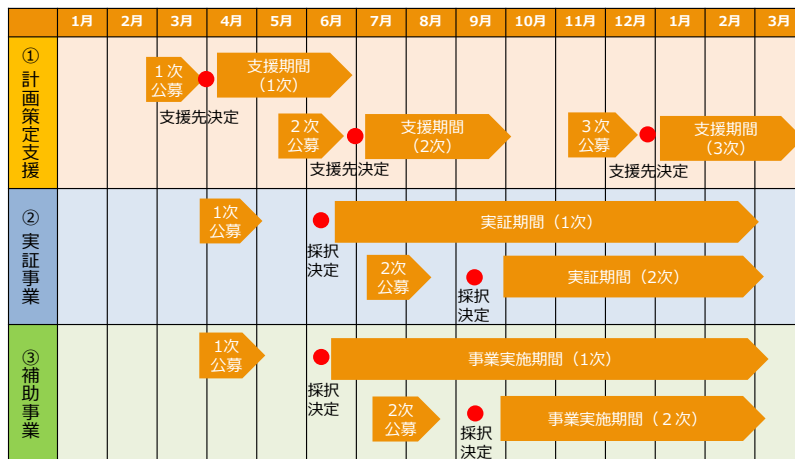 1月 2月 3月 4月 5月 6月 7月 8月 9月 10月 11月 12月 1月 2月 3月
①計画策定支援
1次
公募
支援先決定
支援期間
(1次)
2次
公募
支援先決定
支援期間
(2次)
3次
公募
支援先決定
支援期間
(3次)
②実証事業
1次
公募
採択
決定
実証期間(1次)
2次
公募
採択
決定
実証期間(2次)
③補助事業
1次
公募
採択
決定
事業実施期間(1次)
2次
公募
採択
決定
事業実施期間(２次)